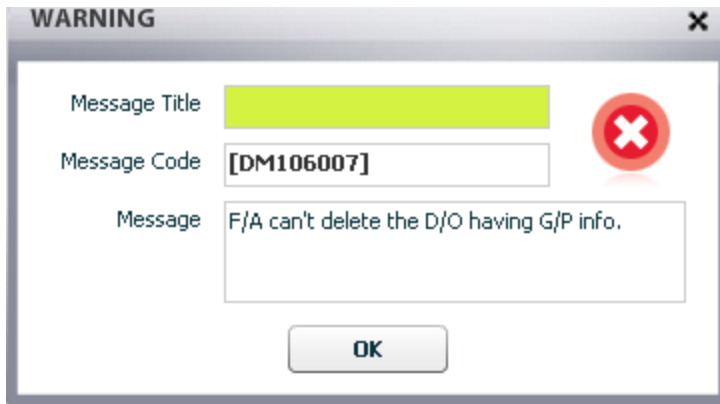 WARNING
Message Title
Message Code [DM106007]
Message F/A can't delete the D/O having G/P info.
OK